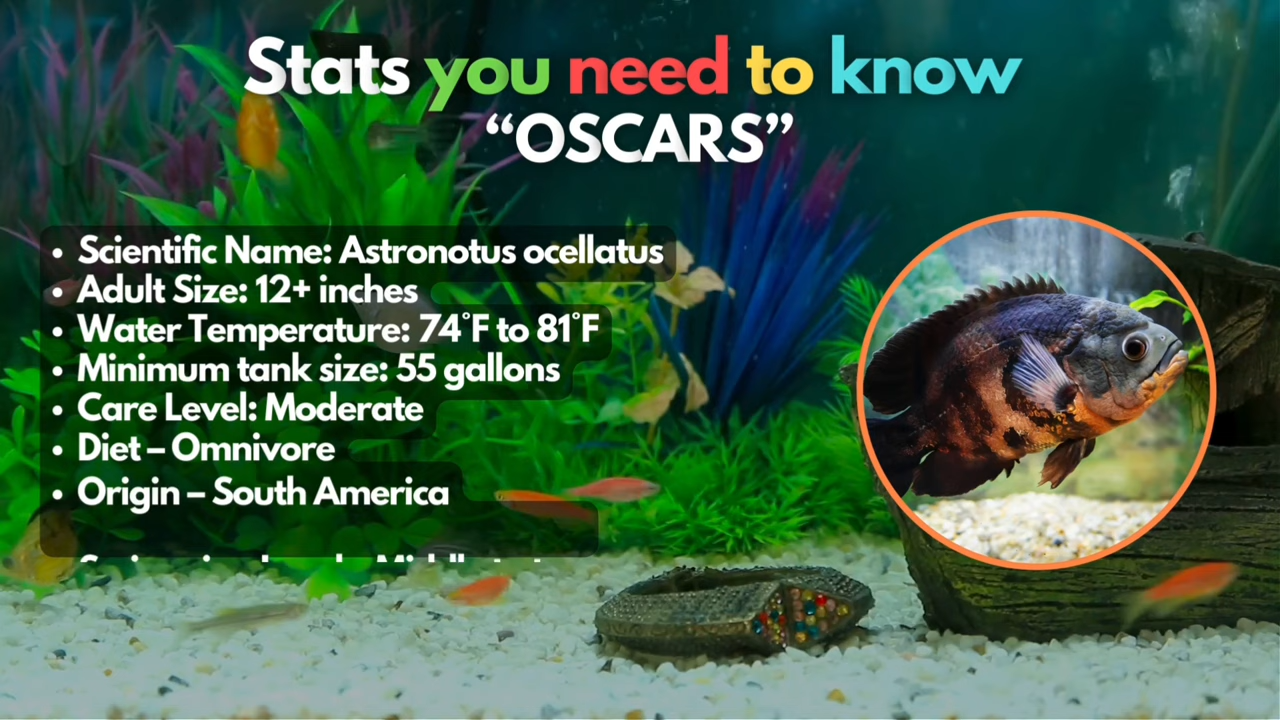 Stats you need to know
“OSCARS”
• Scientific Name: Astronotus ocellatus
• Adult Size: 12+ inches
• Water Temperature: 74°F to 81°F
• Minimum tank size: 55 gallons
• Care Level: Moderate
• Diet – Omnivore
• Origin – South America